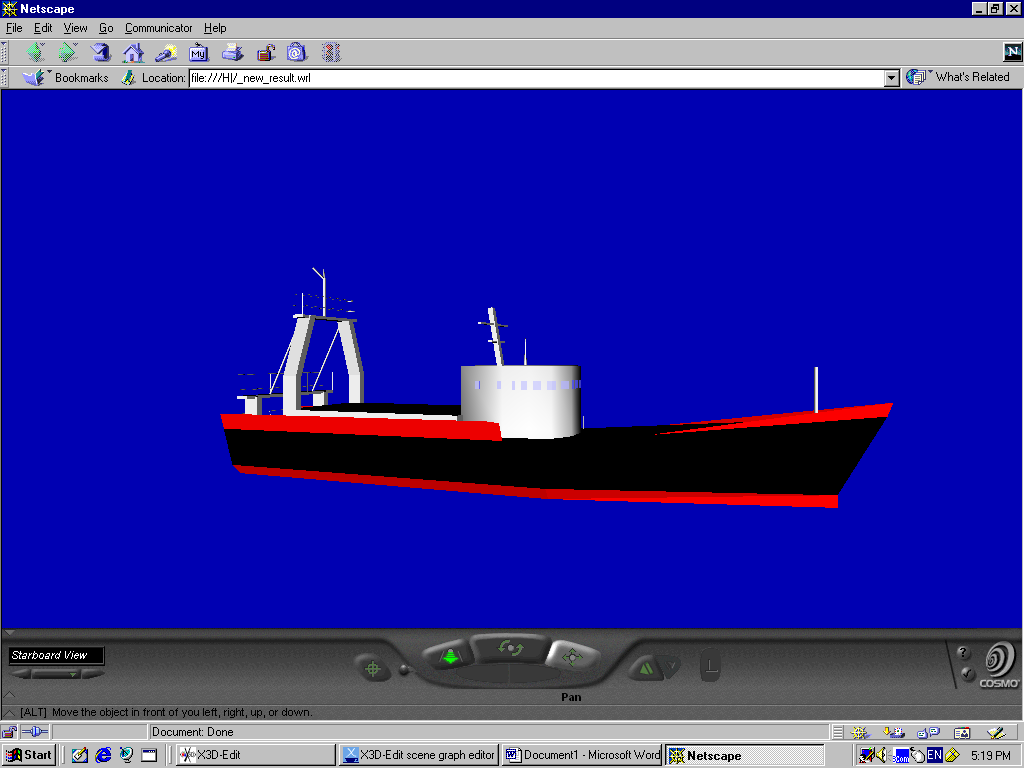 Netscape
File Edit View Go Communicator Help
My N
Bookmarks Location: file:///H|/_new_result.wrl What's Related
Starboard View
?
COSMO
Pan
[ALT] Move the object in front of you left, right, up, or down.
Document: Done
Start X3D-Edit X3D-Edit scene graph editor Document1 - Microsoft Word Netscape 3Com EN 5:19 PM